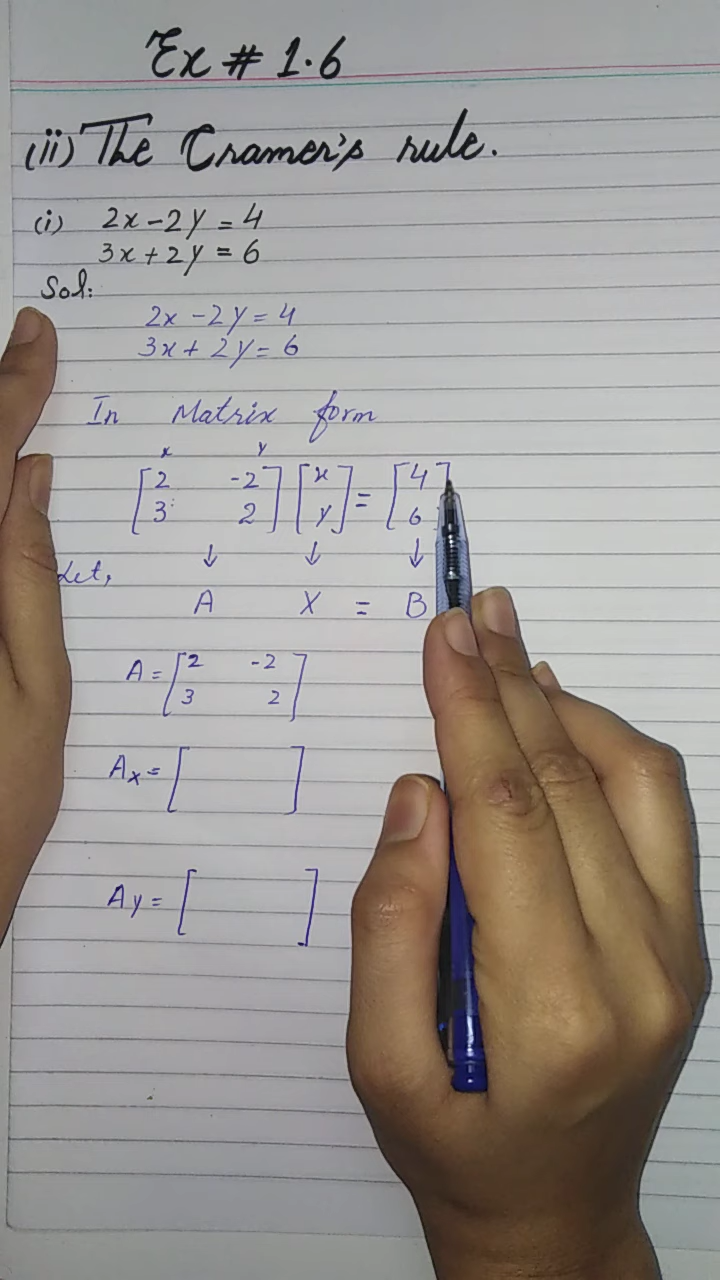 Ex # 1.6
(ii) The Cramer's rule.
(i) 2x - 2y = 4
3x + 2y = 6
Sol:
2x - 2y = 4
3x + 2y = 6
In Matrix form
x y
[2 -2] [x] = [4]
[3 2] [y] [6]
↓ ↓ ↓
Let,
A X = B
A = [2 -2]
[3 2]
Ax = [ ]
Ay = [ ]